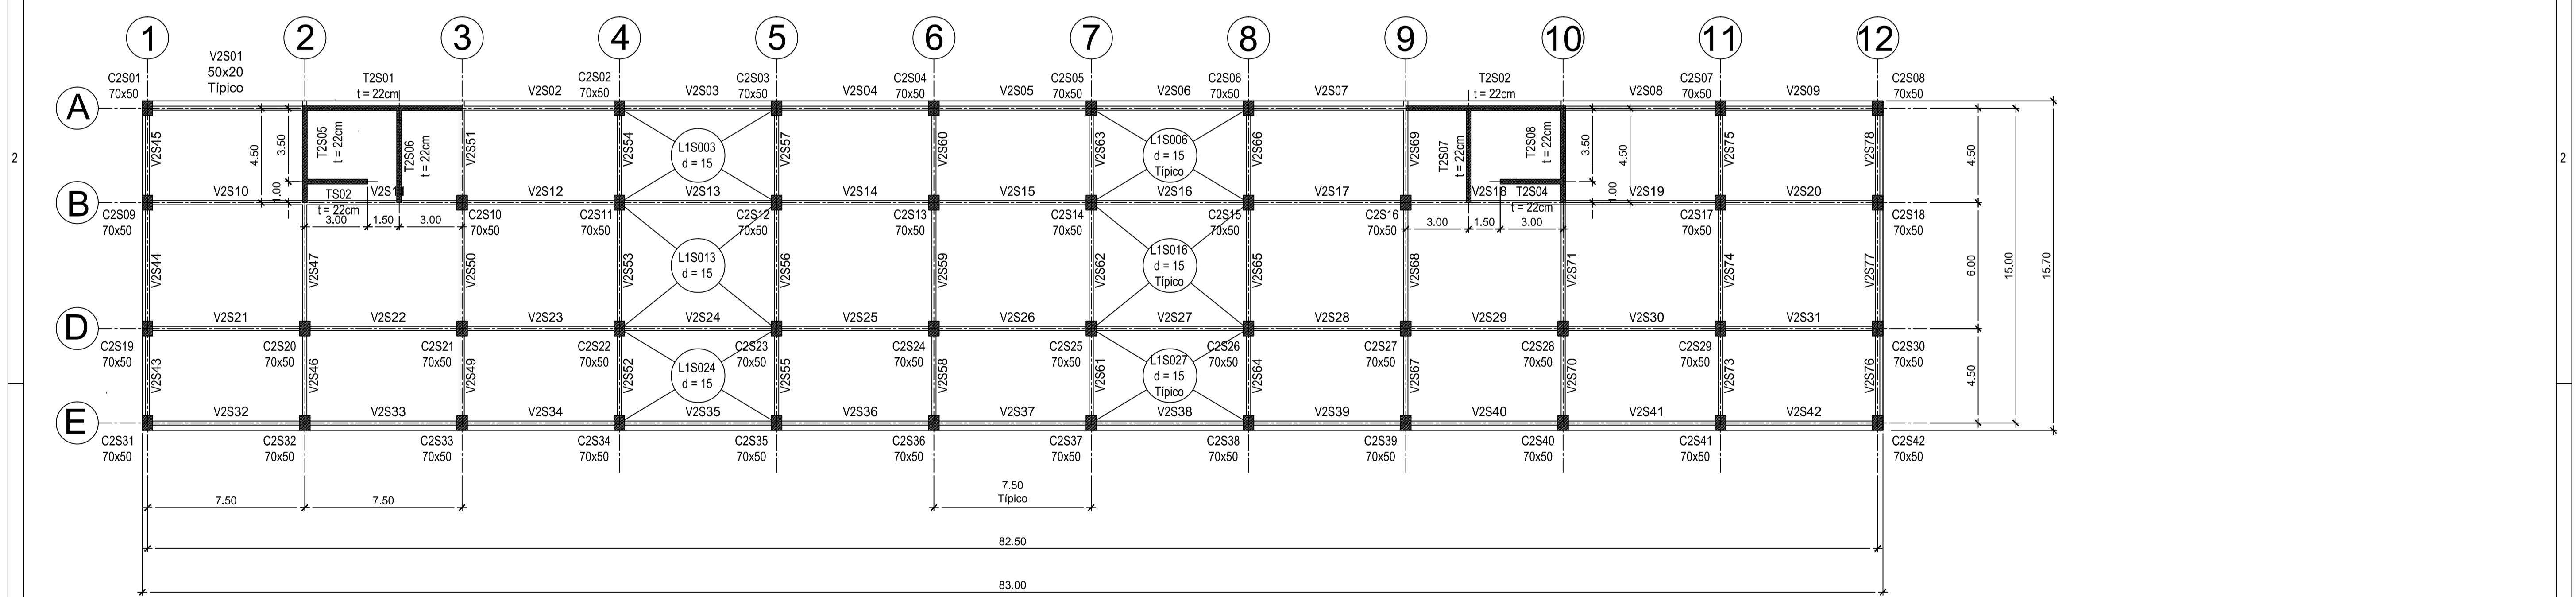 1 2 3 4 5 6 7 8 9 10 11 12
V2S01
50x20
Típico
C2S01
70x50
T2S01
t = 22cm
V2S02
C2S02
70x50
V2S03
C2S03
70x50
V2S04
C2S04
70x50
V2S05
C2S05
70x50
V2S06
C2S06
70x50
V2S07
T2S02
t = 22cm
V2S08
C2S07
70x50
V2S09
C2S08
70x50
A
2
2
V2S45
4.50
3.50
1.00
T2S05
t = 22cm
T2S06
t = 22cm
V2S51
V2S54
L1S003
d = 15
V2S57
V2S60
V2S63
L1S006
d = 15
Típico
V2S66
V2S69
T2S07
t = 22cm
T2S08
t = 22cm
3.50
4.50
1.00
V2S75
V2S78
4.50
B
V2S10
TS02
t = 22cm
V2S11
V2S12
V2S13
V2S14
V2S15
V2S16
V2S17
V2S18
T2S04
t = 22cm
V2S19
V2S20
C2S09
70x50
3.00
1.50
3.00
C2S10
70x50
C2S11
70x50
C2S12
70x50
C2S13
70x50
C2S14
70x50
C2S15
70x50
C2S16
70x50
3.00
1.50
3.00
C2S17
70x50
C2S18
70x50
V2S44
V2S47
V2S50
V2S53
L1S013
d = 15
V2S56
V2S59
V2S62
L1S016
d = 15
Típico
V2S65
V2S68
V2S71
V2S74
V2S77
6.00
15.00
15.70
D
V2S21
V2S22
V2S23
V2S24
V2S25
V2S26
V2S27
V2S28
V2S29
V2S30
V2S31
C2S19
70x50
C2S20
70x50
C2S21
70x50
C2S22
70x50
C2S23
70x50
C2S24
70x50
C2S25
70x50
C2S26
70x50
C2S27
70x50
C2S28
70x50
C2S29
70x50
C2S30
70x50
V2S43
V2S46
V2S49
V2S52
L1S024
d = 15
V2S55
V2S58
V2S61
L1S027
d = 15
Típico
V2S64
V2S67
V2S70
V2S73
V2S76
4.50
E
V2S32
V2S33
V2S34
V2S35
V2S36
V2S37
V2S38
V2S39
V2S40
V2S41
V2S42
C2S31
70x50
C2S32
70x50
C2S33
70x50
C2S34
70x50
C2S35
70x50
C2S36
70x50
C2S37
70x50
C2S38
70x50
C2S39
70x50
C2S40
70x50
C2S41
70x50
C2S42
70x50
7.50
7.50
7.50
Típico
82.50
83.00